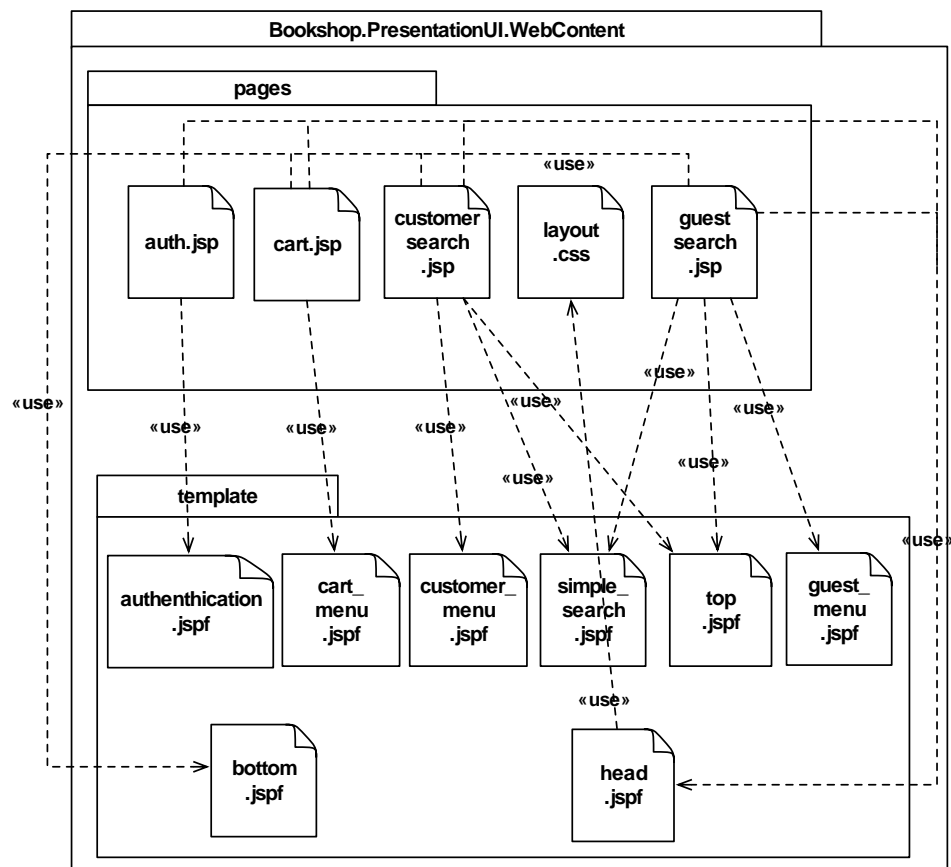 Bookshop.PresentationUI.WebContent
pages
«use»
auth.jsp
cart.jsp
customer
search
.jsp
layout
.css
guest
search
.jsp
«use»
«use»
«use»
«use»
«use»
«use»
«use»
«use»
«use»
«use»
«use»
template
«use»
authenthication
.jspf
cart_
menu
.jspf
customer_
menu
.jspf
simple_
search
.jspf
top
.jspf
guest_
menu
.jspf
«use»
bottom
.jspf
head
.jspf